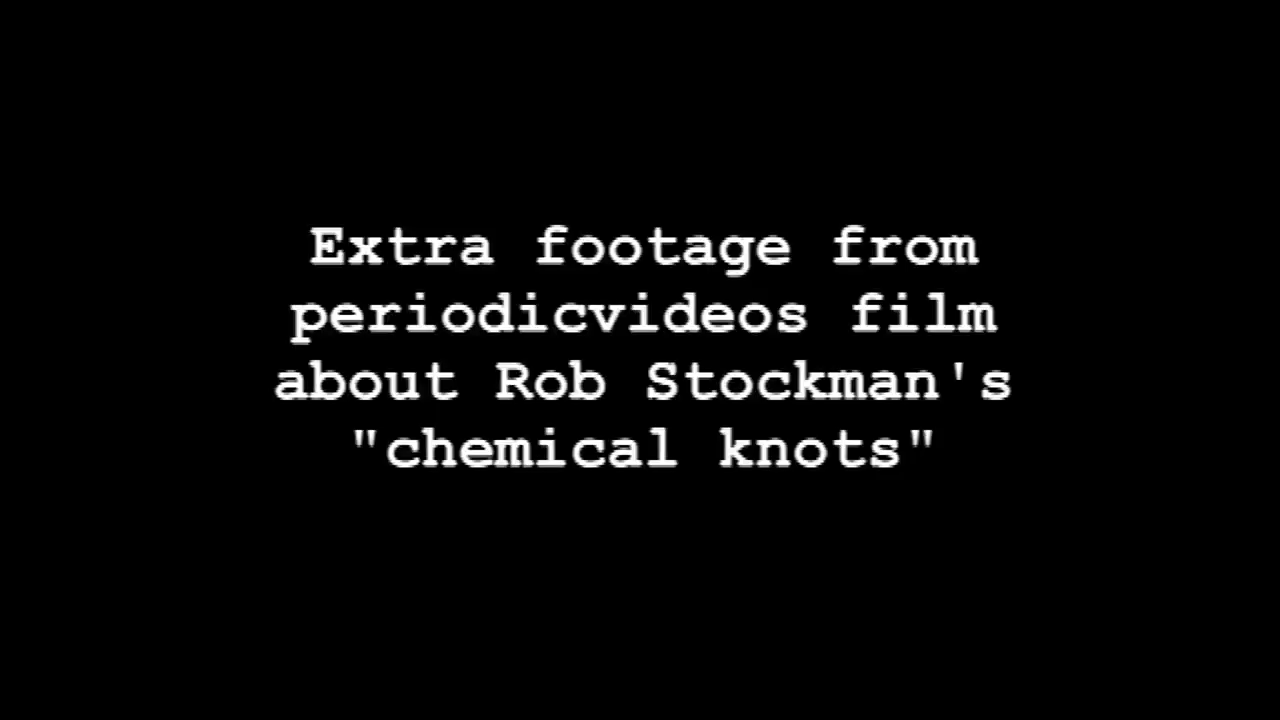 Extra footage from
periodicvideos film
about Rob Stockman's
"chemical knots"